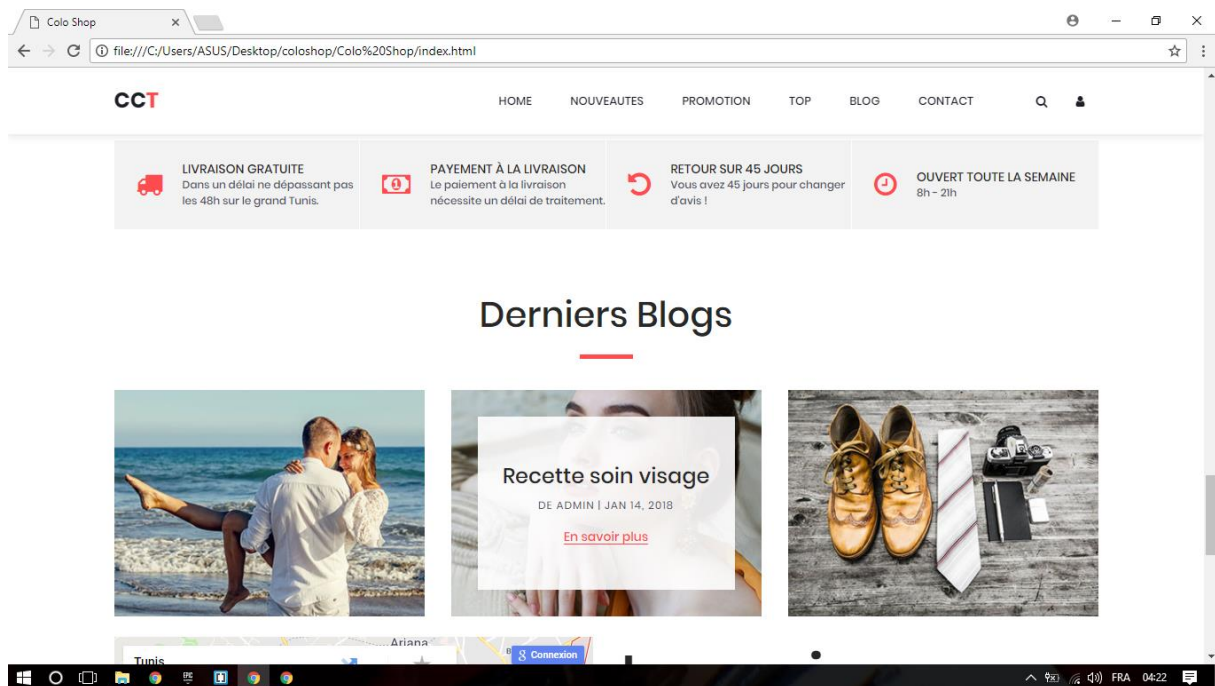 Colo Shop
file:///C:/Users/ASUS/Desktop/coloshop/Colo%20Shop/index.html
CCT
HOME NOUVEAUTES PROMOTION TOP BLOG CONTACT
LIVRAISON GRATUITE
Dans un délai ne dépassant pas
les 48h sur le grand Tunis.
PAYEMENT À LA LIVRAISON
Le paiement à la livraison
nécessite un délai de traitement.
RETOUR SUR 45 JOURS
Vous avez 45 jours pour changer
d'avis !
OUVERT TOUTE LA SEMAINE
8h - 21h
Derniers Blogs
Recette soin visage
DE ADMIN | JAN 14, 2018
En savoir plus
Ariana
Tunis
Connexion
EPIC
FRA 04:22